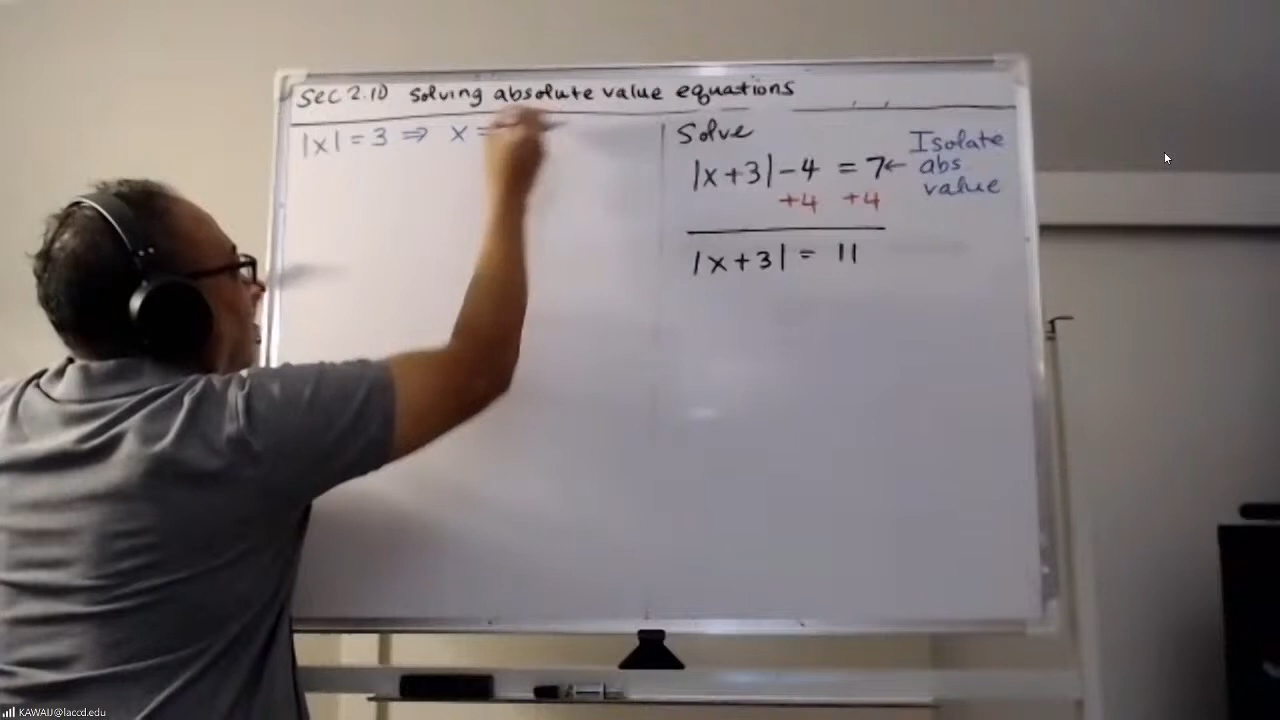 Sec 2.10 Solving absolute value equations
|x| = 3 ⇒ x =
Solve
|x+3| - 4 = 7 ←
+4 +4
|x+3| = 11
Isolate
abs
value
KAWAIJ@laccd.edu